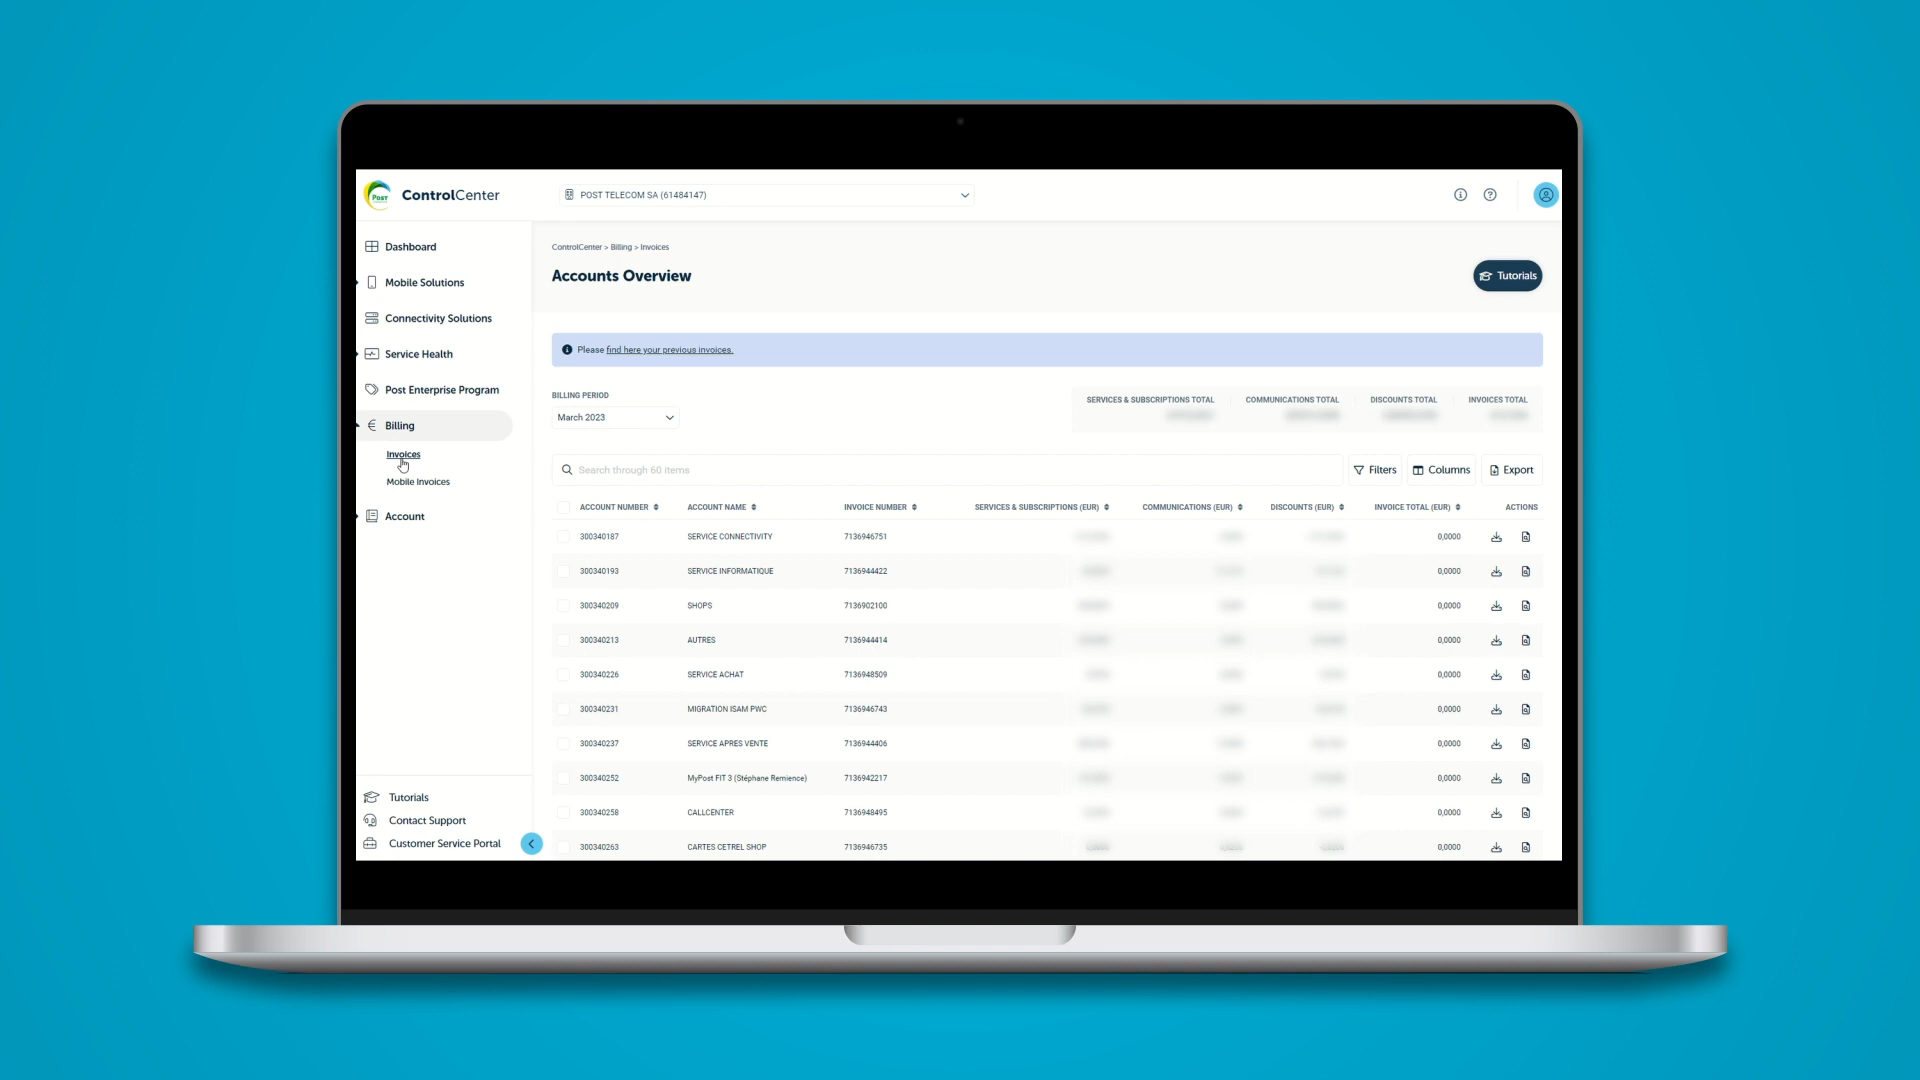 POST
ControlCenter
POST TELECOM SA (61484147)
Dashboard
Mobile Solutions
Connectivity Solutions
Service Health
Post Enterprise Program
€ Billing
Invoices
Mobile Invoices
Account
Tutorials
Contact Support
Customer Service Portal
ControlCenter > Billing > Invoices
Accounts Overview
Tutorials
Please find here your previous invoices.
BILLING PERIOD
March 2023
SERVICES & SUBSCRIPTIONS TOTAL COMMUNICATIONS TOTAL DISCOUNTS TOTAL INVOICES TOTAL
Search through 60 items
Filters Columns Export
ACCOUNT NUMBER ACCOUNT NAME INVOICE NUMBER SERVICES & SUBSCRIPTIONS (EUR) COMMUNICATIONS (EUR) DISCOUNTS (EUR) INVOICE TOTAL (EUR) ACTIONS
300340187 SERVICE CONNECTIVITY 7136946751 0,0000
300340193 SERVICE INFORMATIQUE 7136944422 0,0000
300340209 SHOPS 7136902100 0,0000
300340213 AUTRES 7136944414 0,0000
300340226 SERVICE ACHAT 7136948509 0,0000
300340231 MIGRATION ISAM PWC 7136946743 0,0000
300340237 SERVICE APRES VENTE 7136944406 0,0000
300340252 MyPost FIT 3 (Stéphane Remience) 7136942217 0,0000
300340258 CALLCENTER 7136948495 0,0000
300340263 CARTES CETREL SHOP 7136946735 0,0000